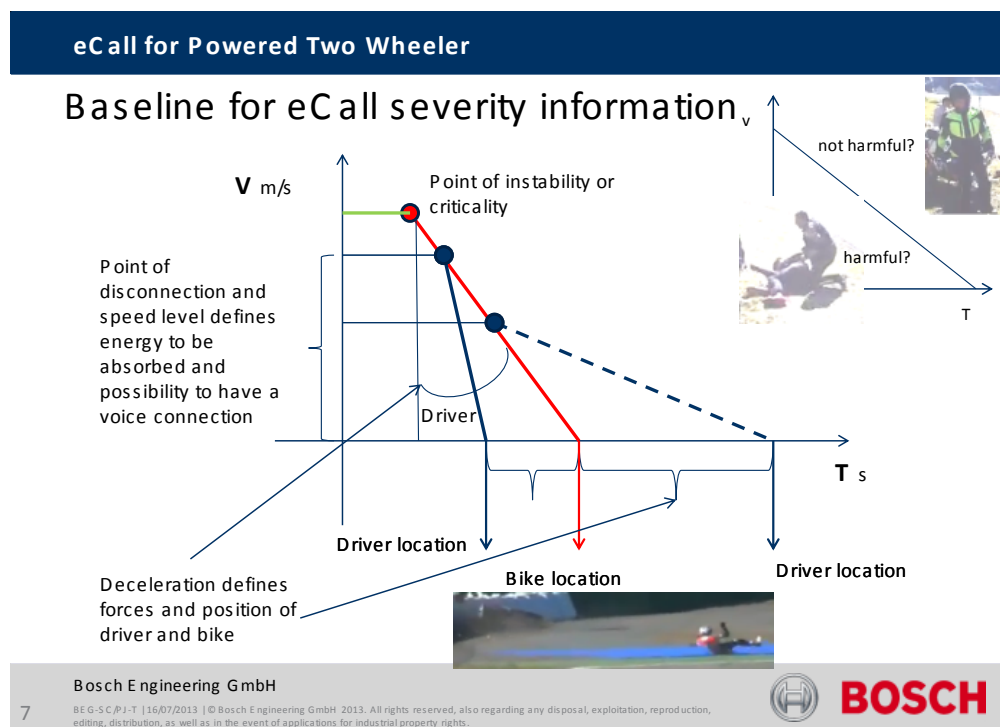 eCall for Powered Two Wheeler
Baseline for eCall severity information
v
not harmful?
harmful?
T
V m/s
Point of instability or
criticality
Point of
disconnection and
speed level defines
energy to be
absorbed and
possibility to have a
voice connection
Driver
T s
Driver location
Bike location
Driver location
Deceleration defines
forces and position of
driver and bike
Bosch Engineering GmbH
7
BEG-SC/PJ-T | 16/07/2013 | © Bosch Engineering GmbH 2013. All rights reserved, also regarding any disposal, exploitation, reproduction,
editing, distribution, as well as in the event of applications for industrial property rights.
BOSCH